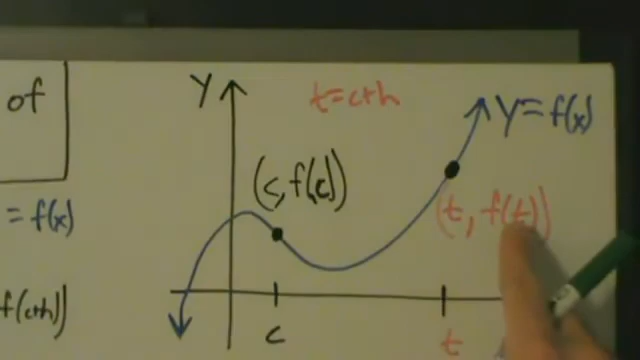 of
= f(x)
f(c+h))
Y
t=c+h
Y=f(x)
(c, f(c))
(t, f(t))
c
t